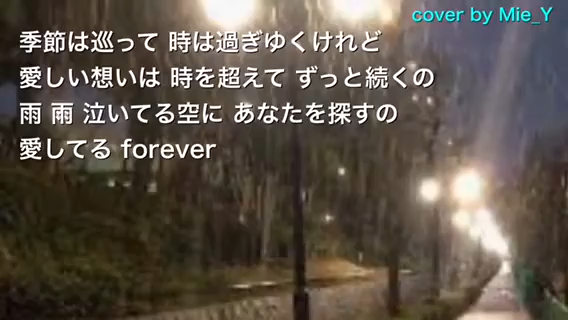 cover by Mie_Y
季節は巡って 時は過ぎゆくけれど
愛しい想いは 時を超えて ずっと続くの
雨 雨 泣いてる空に あなたを探すの
愛してる forever